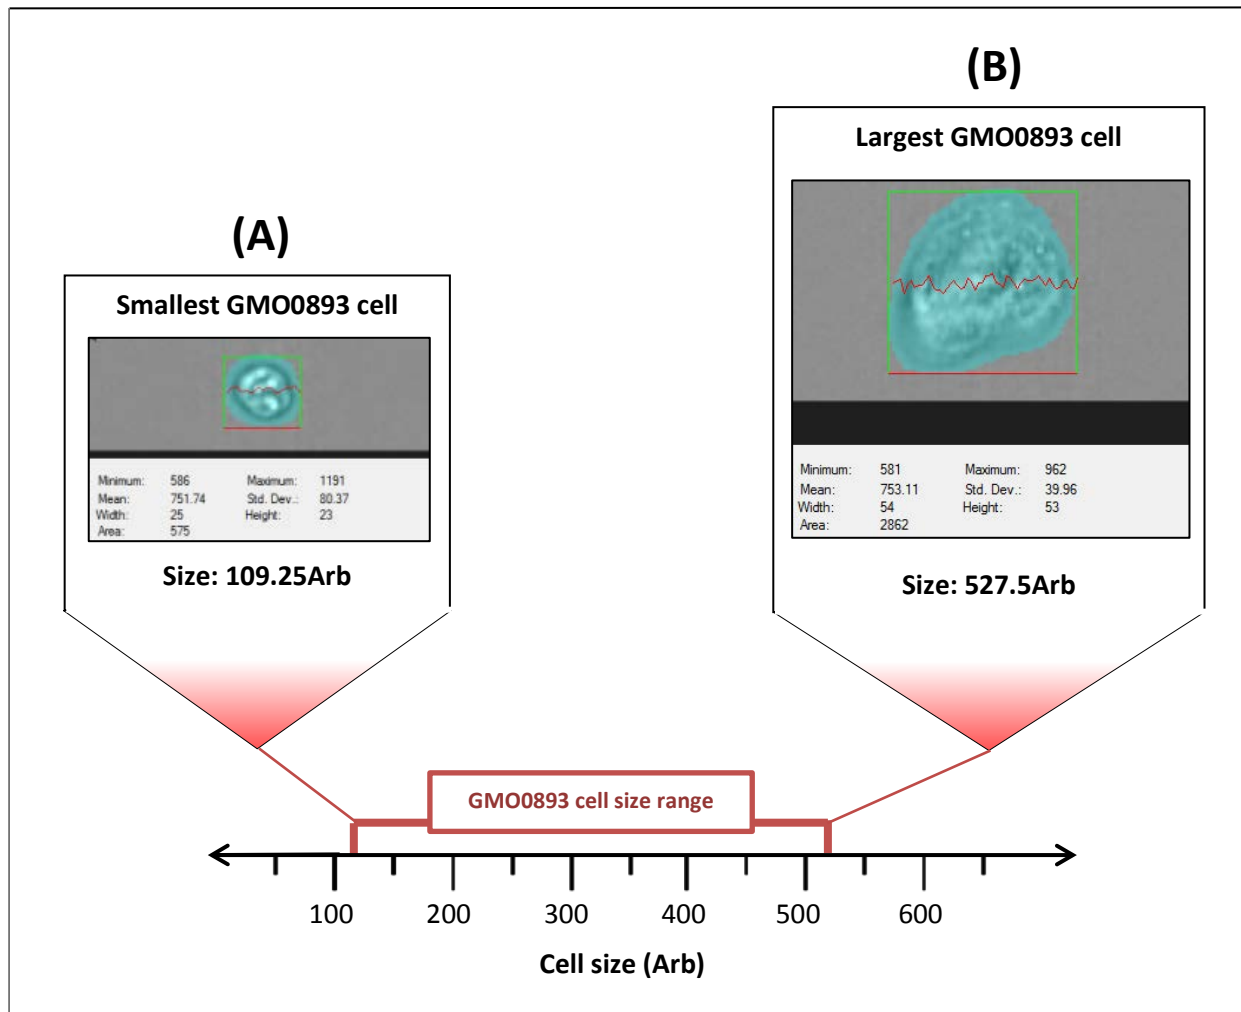 (A)
Smallest GMO0893 cell
Minimum: 586 Maximum: 1191
Mean: 751.74 Std. Dev.: 80.37
Width: 25 Height: 23
Area: 575
Size: 109.25Arb
(B)
Largest GMO0893 cell
Minimum: 581 Maximum: 962
Mean: 753.11 Std. Dev.: 39.96
Width: 54 Height: 53
Area: 2862
Size: 527.5Arb
GMO0893 cell size range
100 200 300 400 500 600
Cell size (Arb)